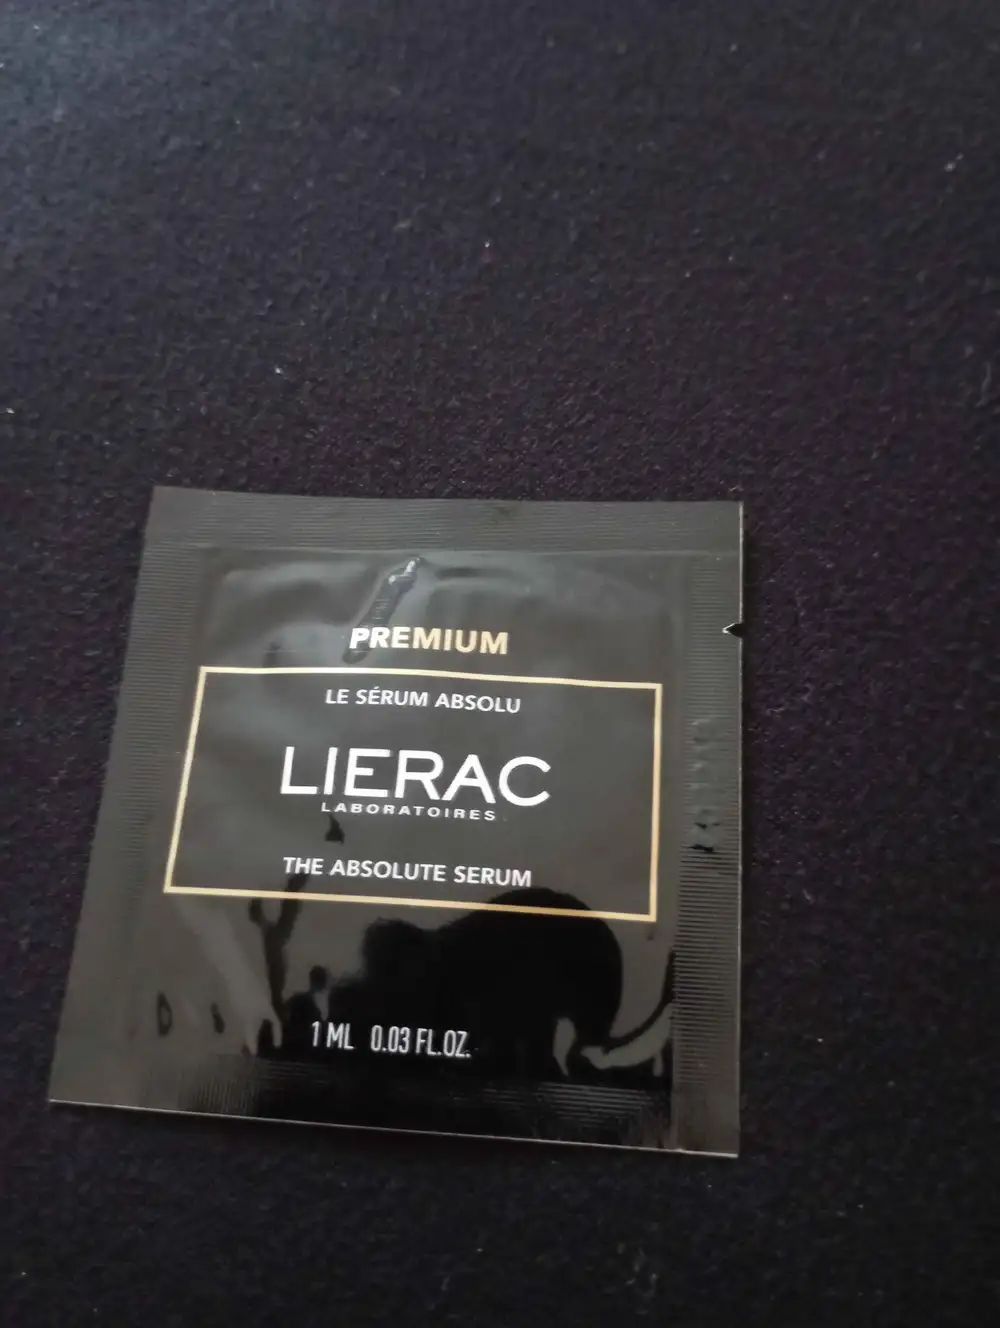 PREMIUM
LE SÉRUM ABSOLU
LIERAC
LABORATOIRES
THE ABSOLUTE SERUM
1 ML 0.03 FL.OZ.